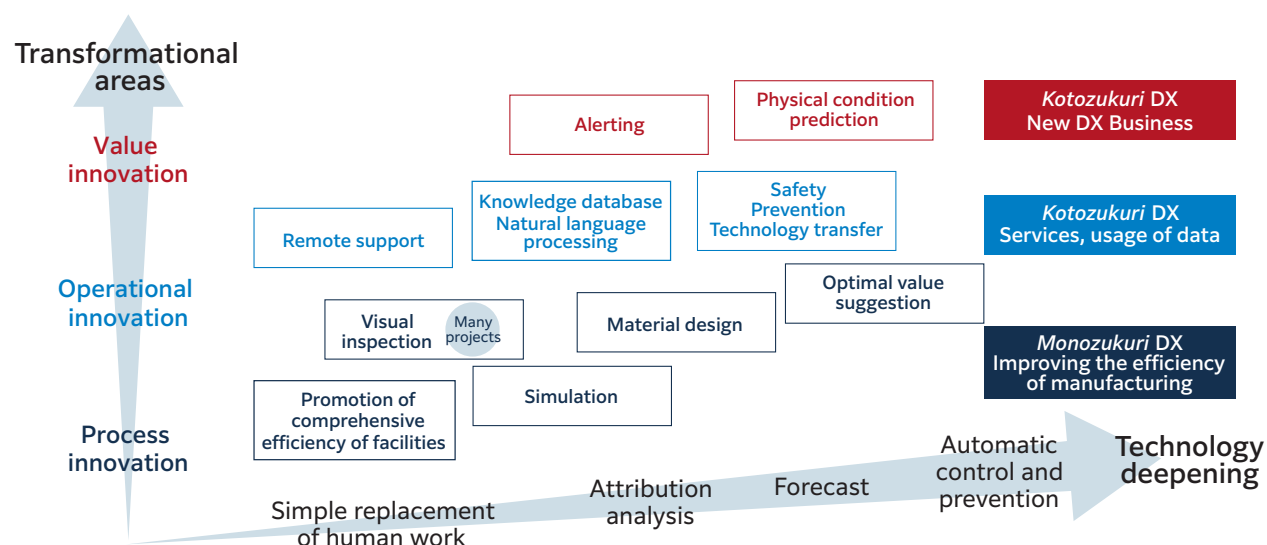 Transformational
areas
Value
innovation
Operational
innovation
Process
innovation
Alerting
Physical condition
prediction
Kotozukuri DX
New DX Business
Remote support
Knowledge database
Natural language
processing
Safety
Prevention
Technology transfer
Kotozukuri DX
Services, usage of data
Visual
inspection
Many
projects
Material design
Optimal value
suggestion
Monozukuri DX
Improving the efficiency
of manufacturing
Promotion of
comprehensive
efficiency of facilities
Simulation
Simple replacement
of human work
Attribution
analysis
Forecast
Automatic
control and
prevention
Technology
deepening